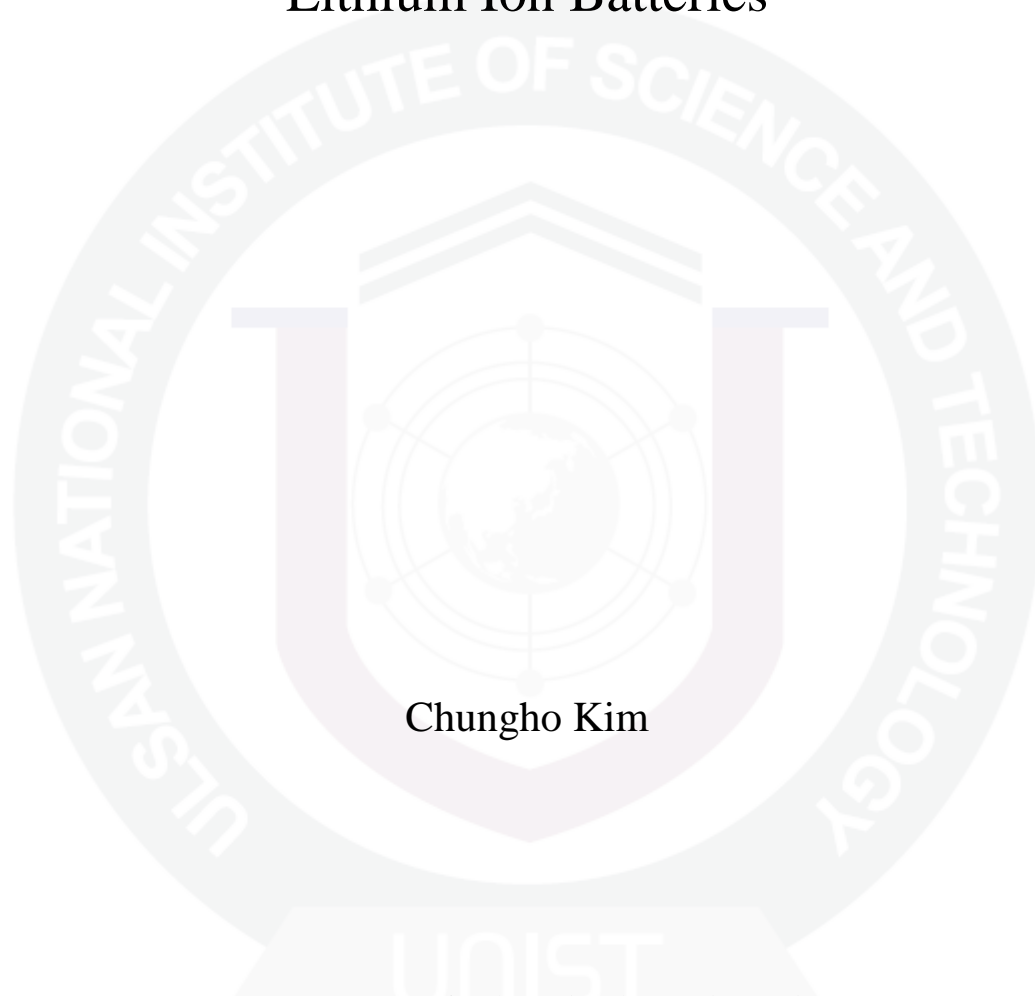 Lithium Ion Batteries
ULSAN NATIONAL INSTITUTE OF SCIENCE AND TECHNOLOGY
Chungho Kim
UNIST